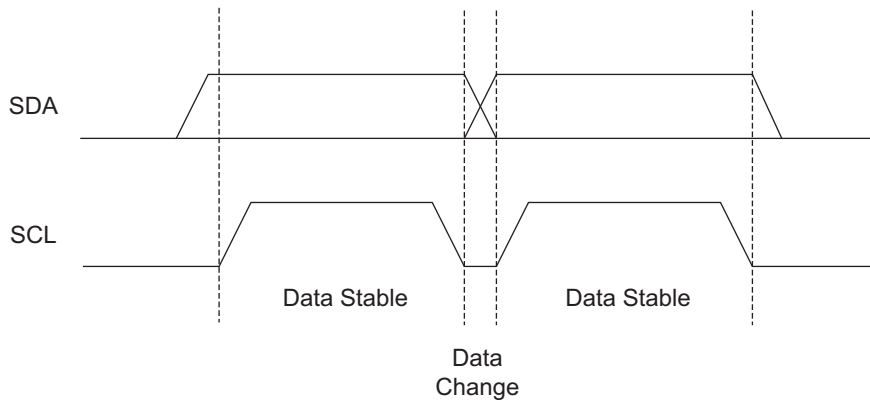 SDA
SCL
Data Stable
Data Stable
Data
Change